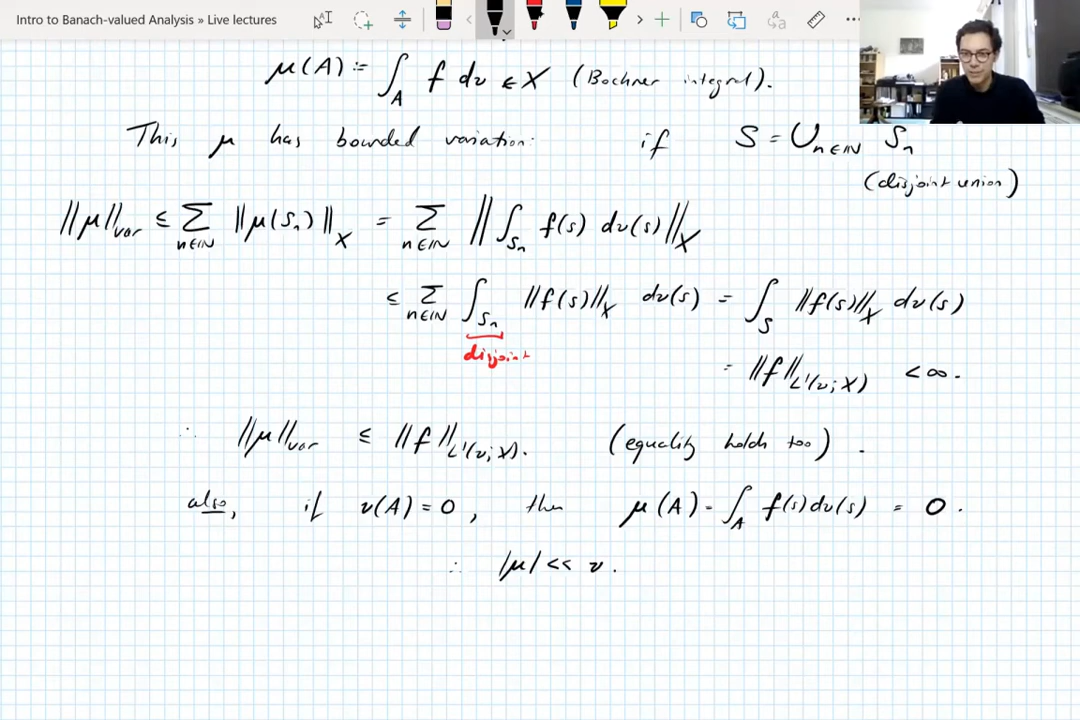 Intro to Banach-valued Analysis » Live lectures
μ(A) := ∫_A f dν ∈ X (Bochner integral).
This μ has bounded variation: if S = ∪_{n∈ℕ} S_n
(disjoint union)
‖μ‖_var ≤ Σ_{n∈ℕ} ‖μ(S_n)‖_X = Σ_{n∈ℕ} ‖∫_{S_n} f(s) dν(s)‖_X
≤ Σ_{n∈ℕ} ∫_{S_n} ‖f(s)‖_X dν(s) = ∫_S ‖f(s)‖_X dν(s)
disjoint
= ‖f‖_{L¹(ν;X)} < ∞.
∴ ‖μ‖_var ≤ ‖f‖_{L¹(ν;X)}. (equality holds too).
also, if ν(A) = 0, then μ(A) = ∫_A f(s)dν(s) = 0.
∴ |μ| << ν.